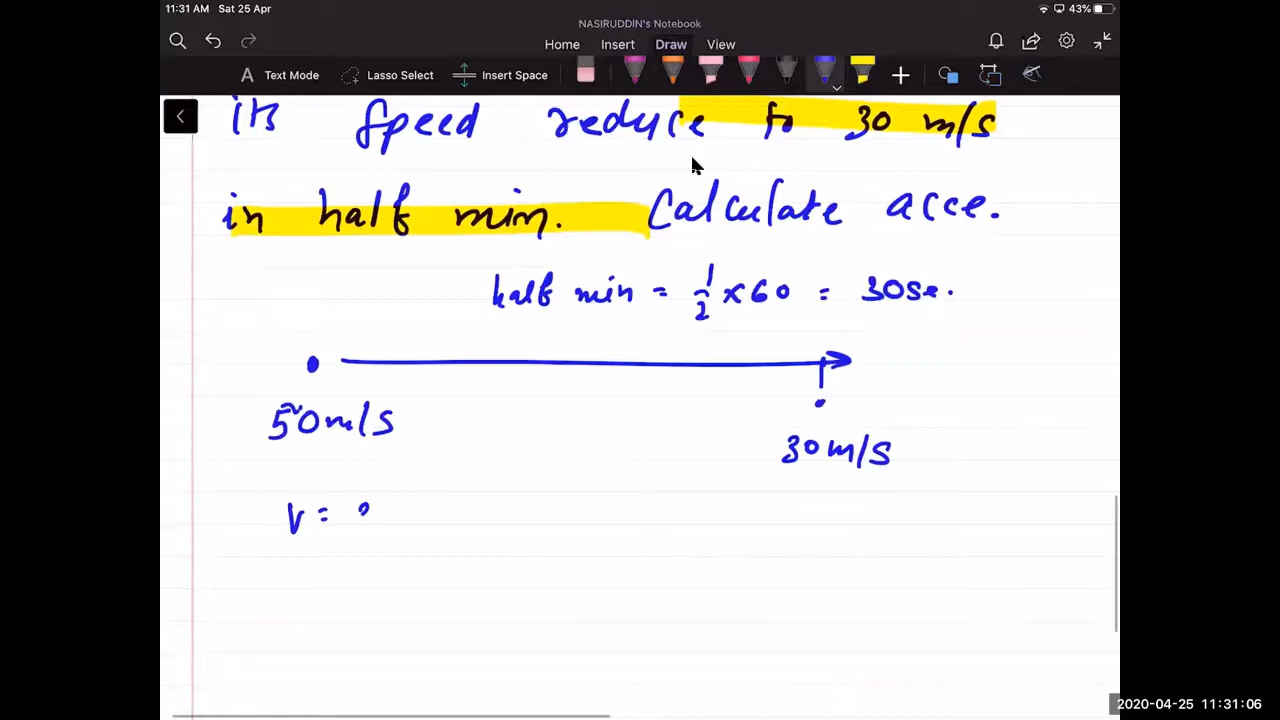 11:31 AM Sat 25 Apr
43%
NASIRUDDIN's Notebook
Home Insert Draw View
Text Mode Lasso Select Insert Space
its speed reduce to 30 m/s
in half min. Calculate acce.
half min = 1/2 x 60 = 30se.
50m/s
30m/s
V =
2020-04-25 11:31:06